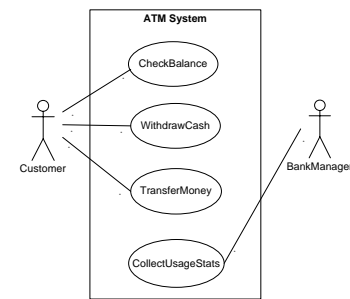 ATM System
CheckBalance
WithdrawCash
Customer
BankManager
TransferMoney
CollectUsageStats